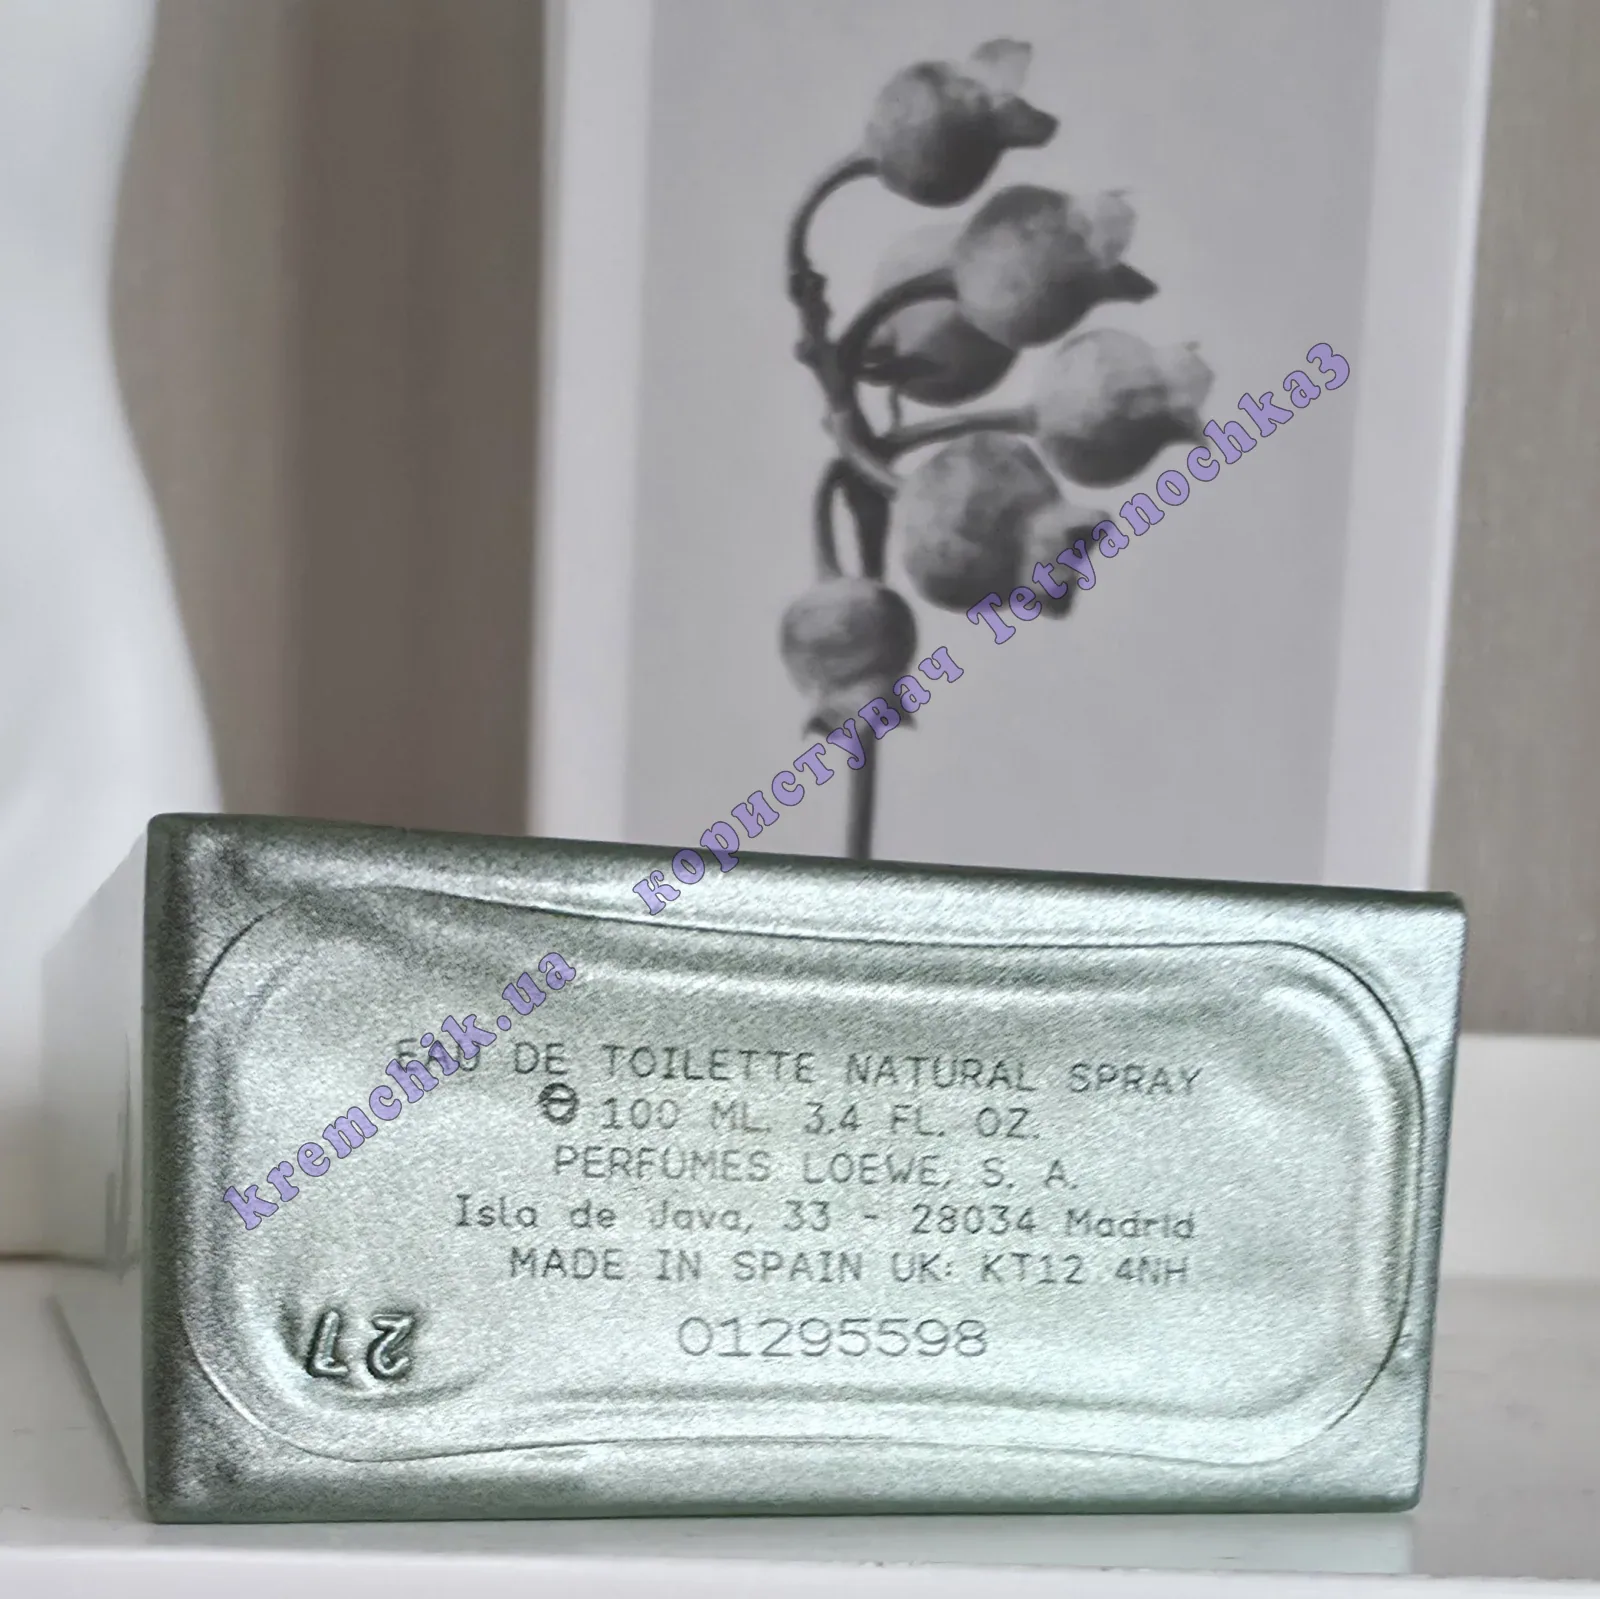 kremchik.ua користувач Tetyanochka3
EAU DE TOILETTE NATURAL SPRAY
100 ML. 3.4 FL. OZ.
PERFUMES LOEWE, S. A.
Isla de Java, 33 - 28034 Madrid
MADE IN SPAIN UK: KT12 4NH
01295598
27